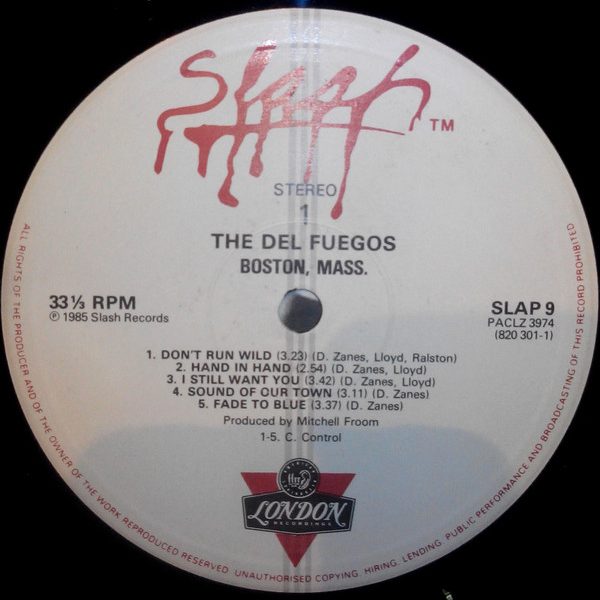 Slash TM
STEREO
1
THE DEL FUEGOS
BOSTON, MASS.
33⅓ RPM
℗ 1985 Slash Records
SLAP 9
PACLZ 3974
(820 301-1)
1. DON'T RUN WILD (3.23) (D. Zanes, Lloyd, Ralston)
2. HAND IN HAND (2.54) (D. Zanes, Lloyd)
3. I STILL WANT YOU (3.42) (D. Zanes, Lloyd)
4. SOUND OF OUR TOWN (3.11) (D. Zanes)
5. FADE TO BLUE (3.37) (D. Zanes)
Produced by Mitchell Froom
1-5. C. Control
LONDON
RECORDINGS
ALL RIGHTS OF THE PRODUCER AND OF THE OWNER OF THE WORK REPRODUCED RESERVED. UNAUTHORISED COPYING, HIRING, LENDING, PUBLIC PERFORMANCE AND BROADCASTING OF THIS RECORD PROHIBITED